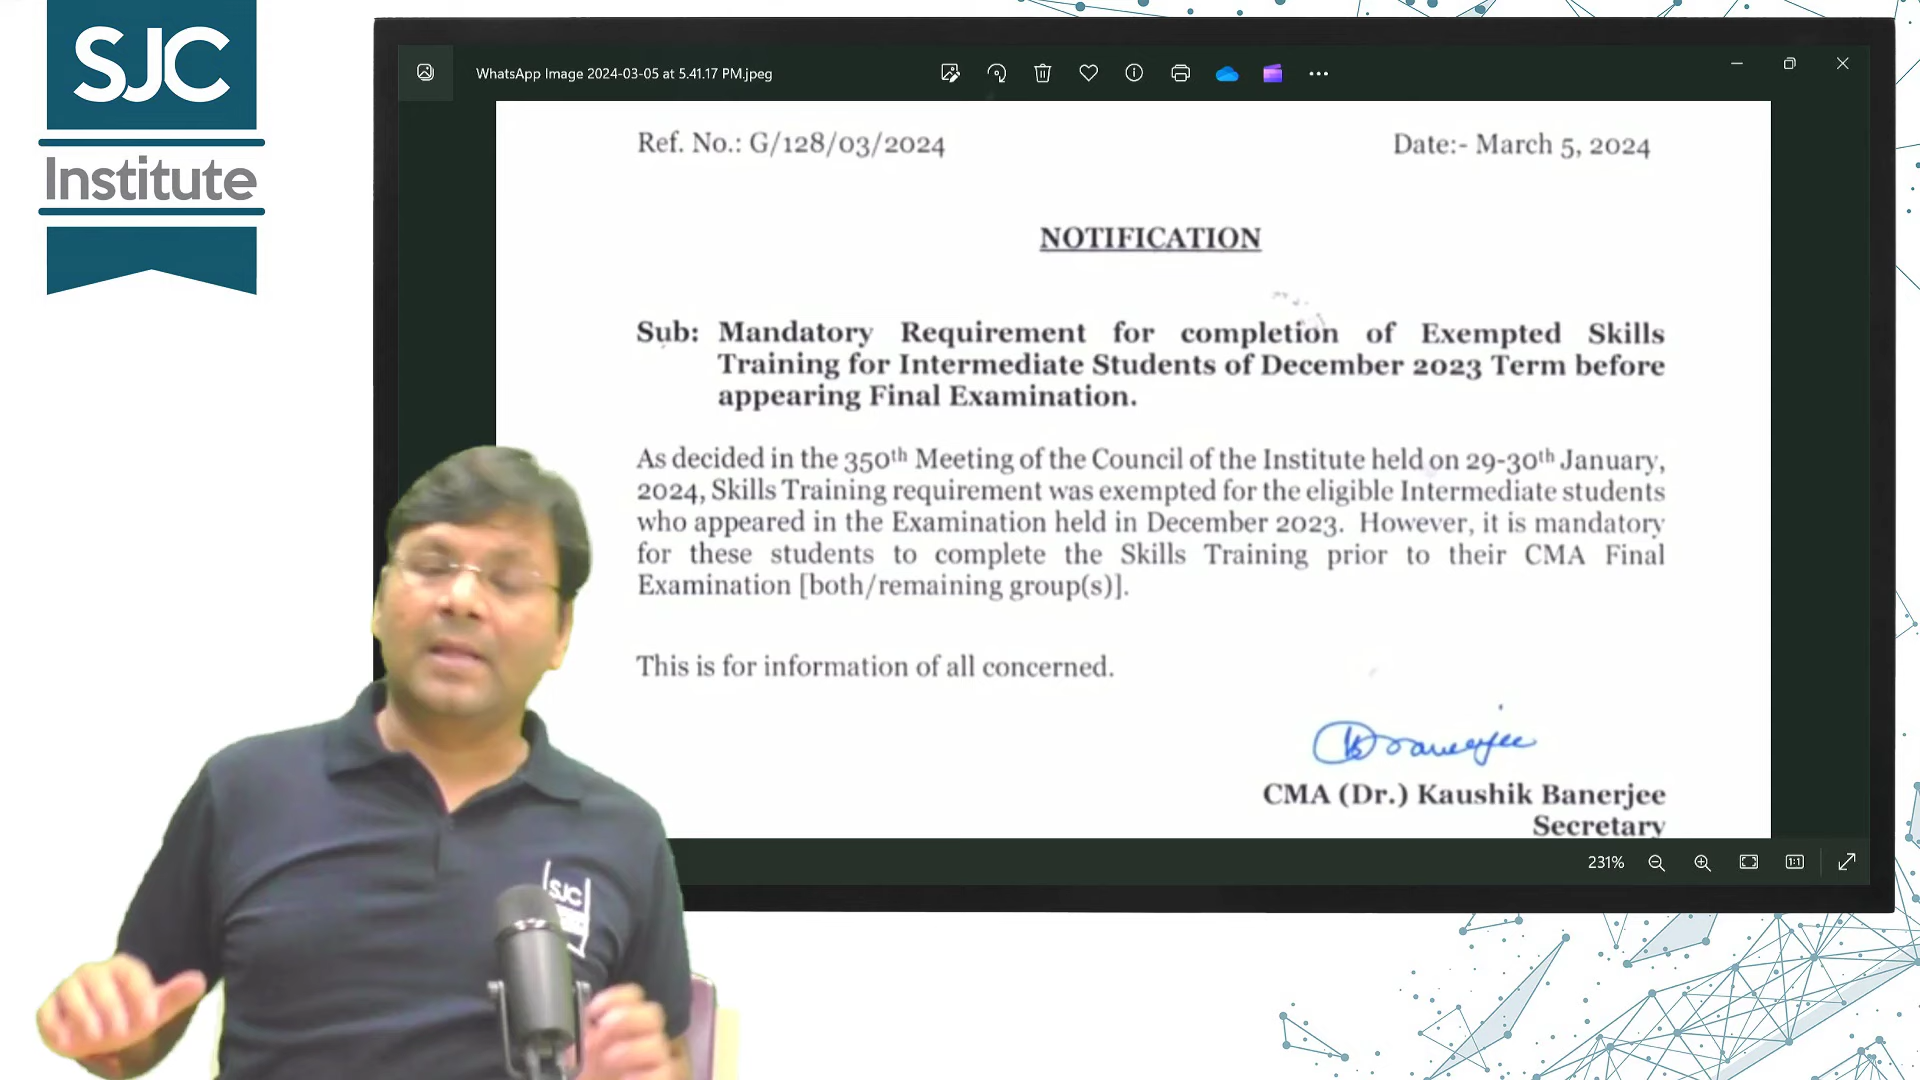 SJC
Institute
WhatsApp Image 2024-03-05 at 5.41.17 PM.jpeg
Ref. No.: G/128/03/2024
Date:- March 5, 2024
NOTIFICATION
Sub: Mandatory Requirement for completion of Exempted Skills
Training for Intermediate Students of December 2023 Term before
appearing Final Examination.
As decided in the 350th Meeting of the Council of the Institute held on 29-30th January,
2024, Skills Training requirement was exempted for the eligible Intermediate students
who appeared in the Examination held in December 2023. However, it is mandatory
for these students to complete the Skills Training prior to their CMA Final
Examination [both/remaining group(s)].
This is for information of all concerned.
CMA (Dr.) Kaushik Banerjee
Secretary
231%
1:1
SJC